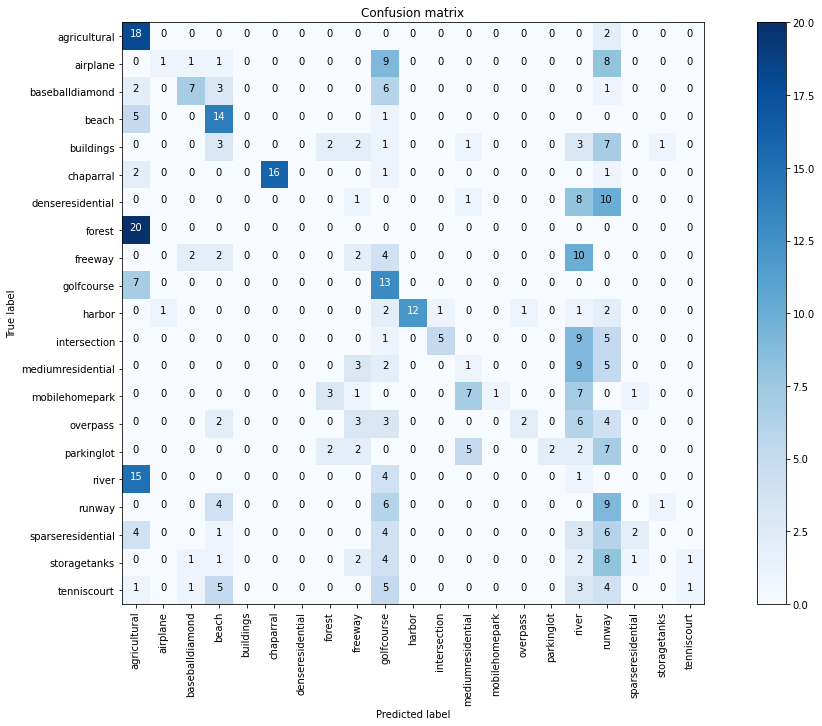 Confusion matrix
agricultural 18 0 0 0 0 0 0 0 0 0 0 0 0 0 0 0 0 2 0 0 0
airplane 0 1 1 1 0 0 0 0 0 9 0 0 0 0 0 0 0 8 0 0 0
baseballdiamond 2 0 7 3 0 0 0 0 0 6 0 0 0 0 0 0 0 1 0 0 0
beach 5 0 0 14 0 0 0 0 0 1 0 0 0 0 0 0 0 0 0 0 0
buildings 0 0 0 3 0 0 0 2 2 1 0 0 1 0 0 0 3 7 0 1 0
chaparral 2 0 0 0 0 16 0 0 0 1 0 0 0 0 0 0 0 1 0 0 0
denseresidential 0 0 0 0 0 0 0 0 1 0 0 0 1 0 0 0 8 10 0 0 0
forest 20 0 0 0 0 0 0 0 0 0 0 0 0 0 0 0 0 0 0 0 0
freeway 0 0 2 2 0 0 0 0 2 4 0 0 0 0 0 0 10 0 0 0 0
golfcourse 7 0 0 0 0 0 0 0 0 13 0 0 0 0 0 0 0 0 0 0 0
harbor 0 1 0 0 0 0 0 0 0 2 12 1 0 0 1 0 1 2 0 0 0
intersection 0 0 0 0 0 0 0 0 0 1 0 5 0 0 0 0 9 5 0 0 0
mediumresidential 0 0 0 0 0 0 0 0 3 2 0 0 1 0 0 0 9 5 0 0 0
mobilehomepark 0 0 0 0 0 0 0 3 1 0 0 0 7 1 0 0 7 0 1 0 0
overpass 0 0 0 2 0 0 0 0 3 3 0 0 0 0 2 0 6 4 0 0 0
parkinglot 0 0 0 0 0 0 0 2 2 0 0 0 5 0 0 2 2 7 0 0 0
river 15 0 0 0 0 0 0 0 0 4 0 0 0 0 0 0 1 0 0 0 0
runway 0 0 0 4 0 0 0 0 0 6 0 0 0 0 0 0 0 9 0 1 0
sparseresidential 4 0 0 1 0 0 0 0 0 4 0 0 0 0 0 0 3 6 2 0 0
storagetanks 0 0 1 1 0 0 0 0 2 4 0 0 0 0 0 0 2 8 1 0 1
tenniscourt 1 0 1 5 0 0 0 0 0 5 0 0 0 0 0 0 3 4 0 0 1
True label
agricultural
airplane
baseballdiamond
beach
buildings
chaparral
denseresidential
forest
freeway
golfcourse
harbor
intersection
mediumresidential
mobilehomepark
overpass
parkinglot
river
runway
sparseresidential
storagetanks
tenniscourt
Predicted label
20.0
17.5
15.0
12.5
10.0
7.5
5.0
2.5
0.0